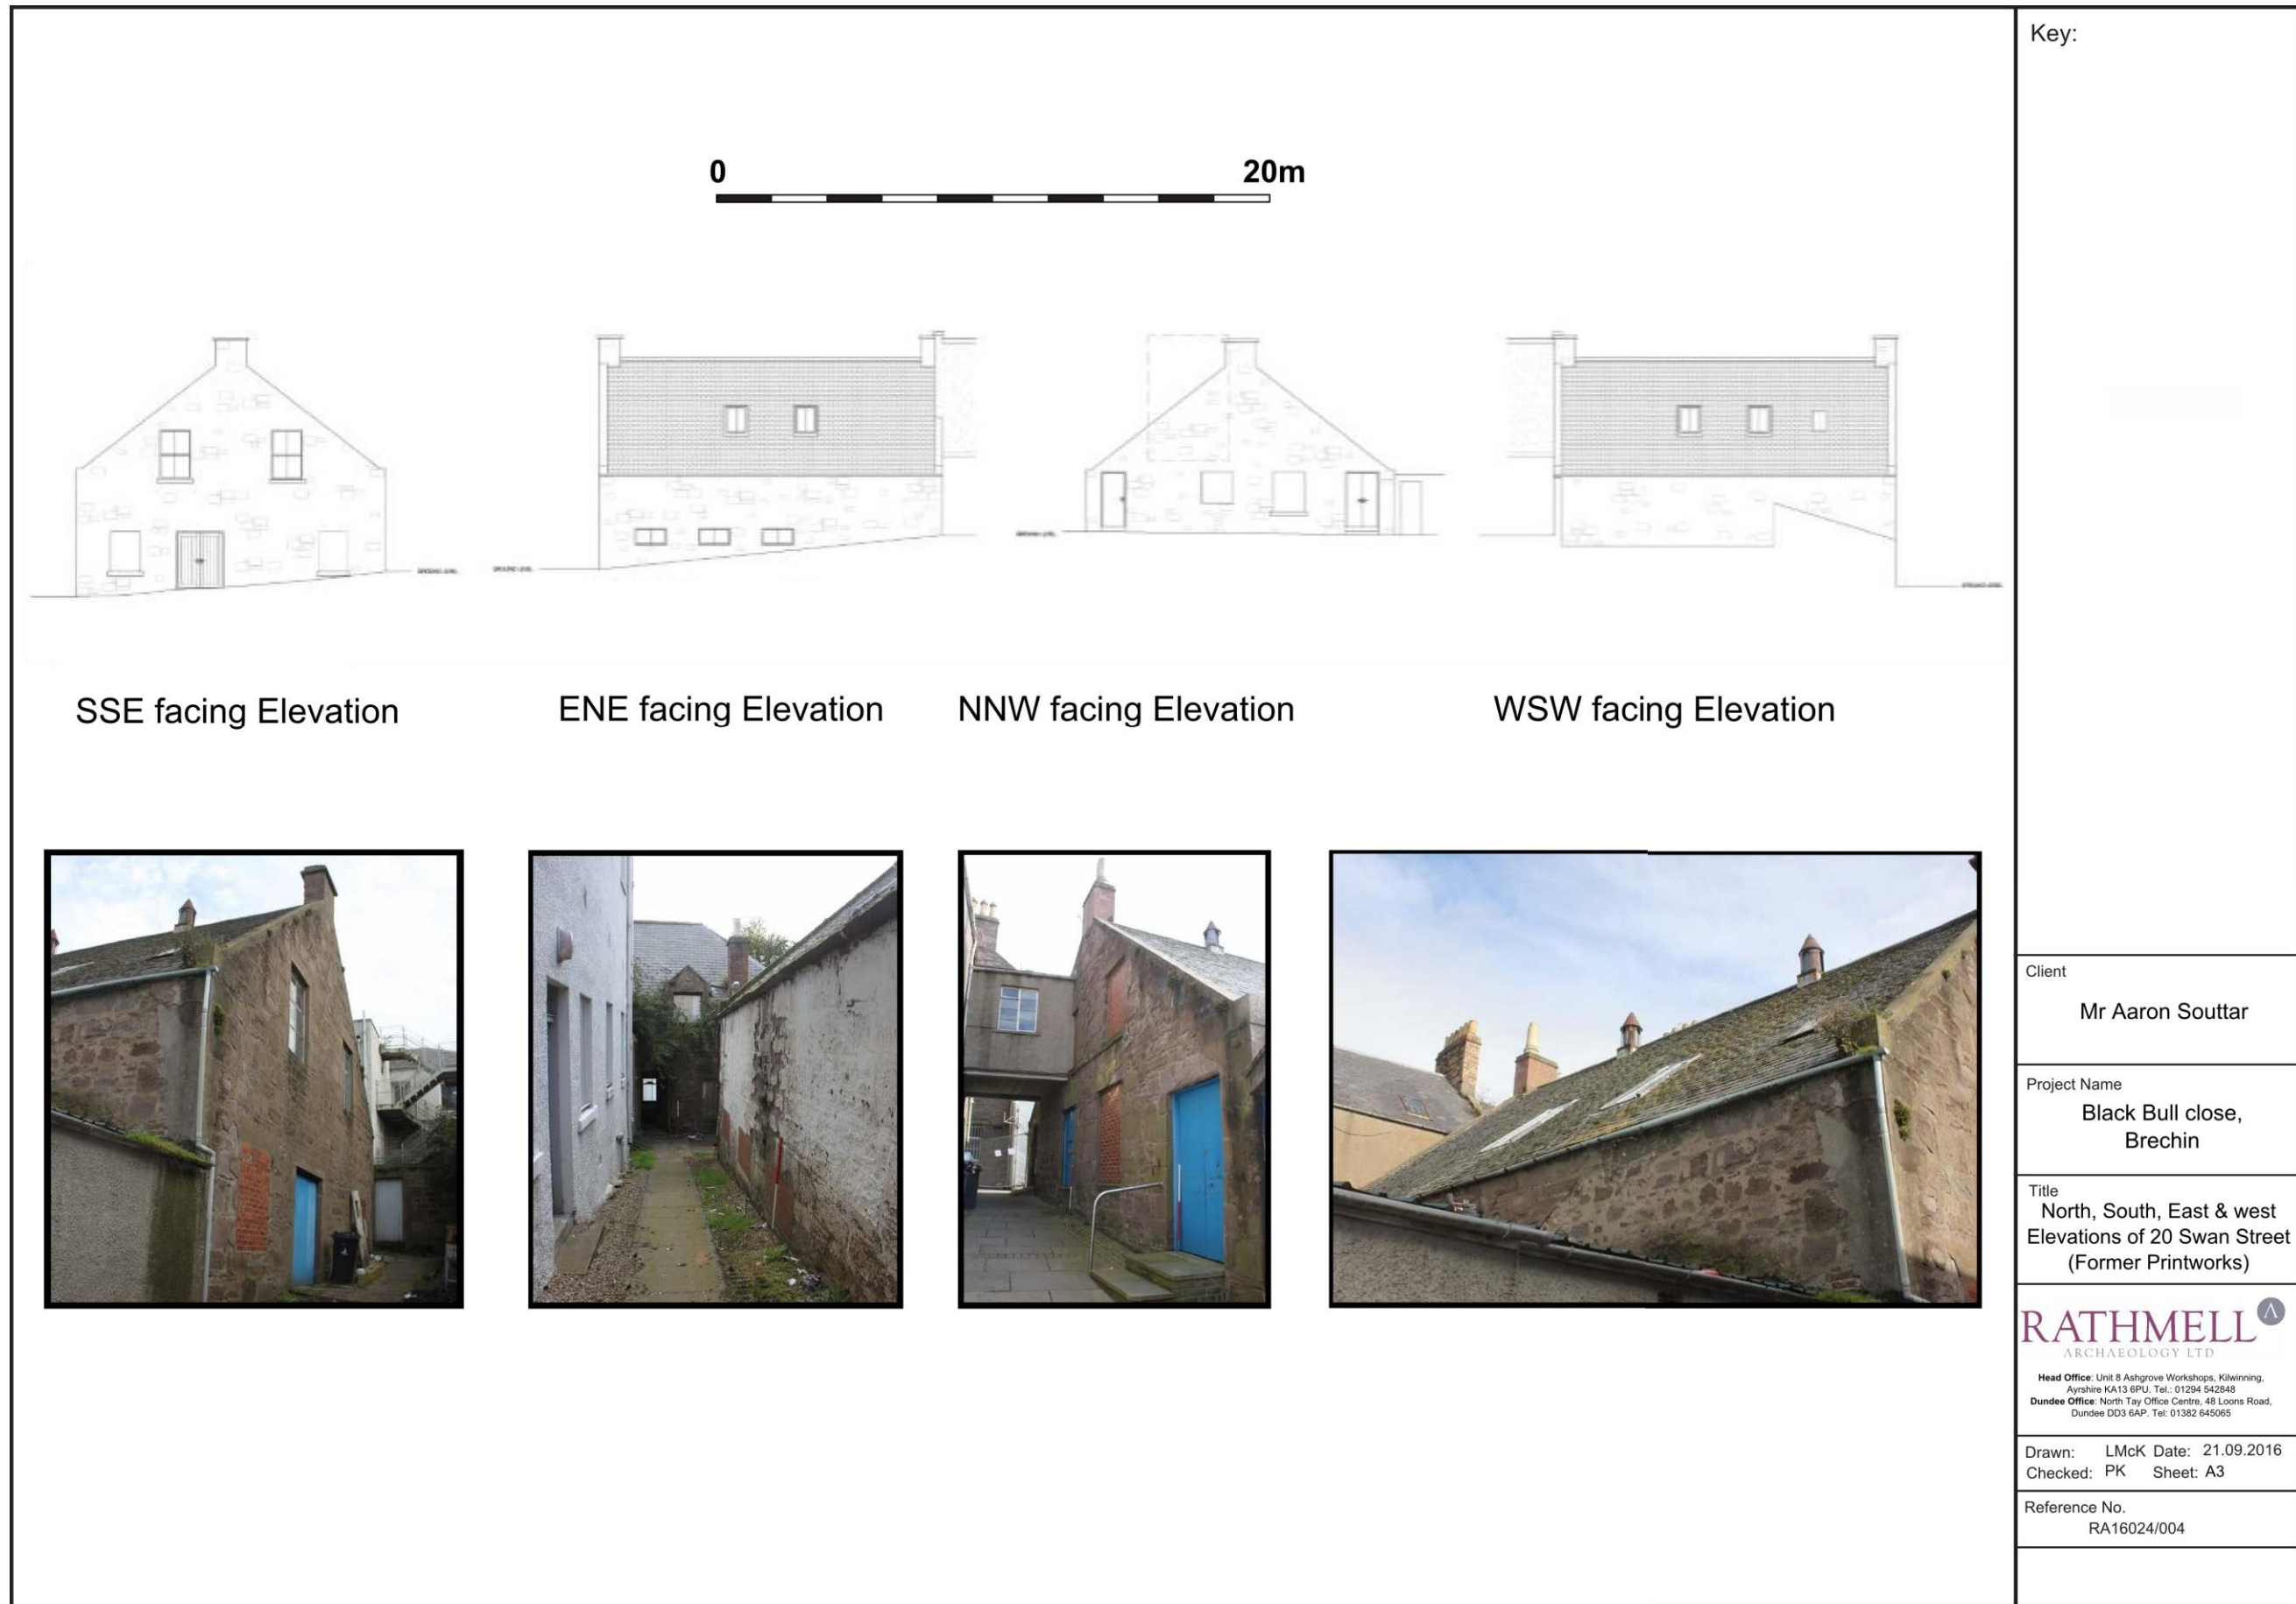 0 20m
SSE facing Elevation
ENE facing Elevation
NNW facing Elevation
WSW facing Elevation
Key:
Client
Mr Aaron Souttar
Project Name
Black Bull close,
Brechin
Title
North, South, East & west
Elevations of 20 Swan Street
(Former Printworks)
RATHMELL
ARCHAEOLOGY LTD
Head Office: Unit 8 Ashgrove Workshops, Kilwinning,
Ayrshire KA13 6PU. Tel.: 01294 542848
Dundee Office: North Tay Office Centre, 48 Loons Road,
Dundee DD3 6AP. Tel: 01382 645065
Drawn: LMcK Date: 21.09.2016
Checked: PK Sheet: A3
Reference No.
RA16024/004